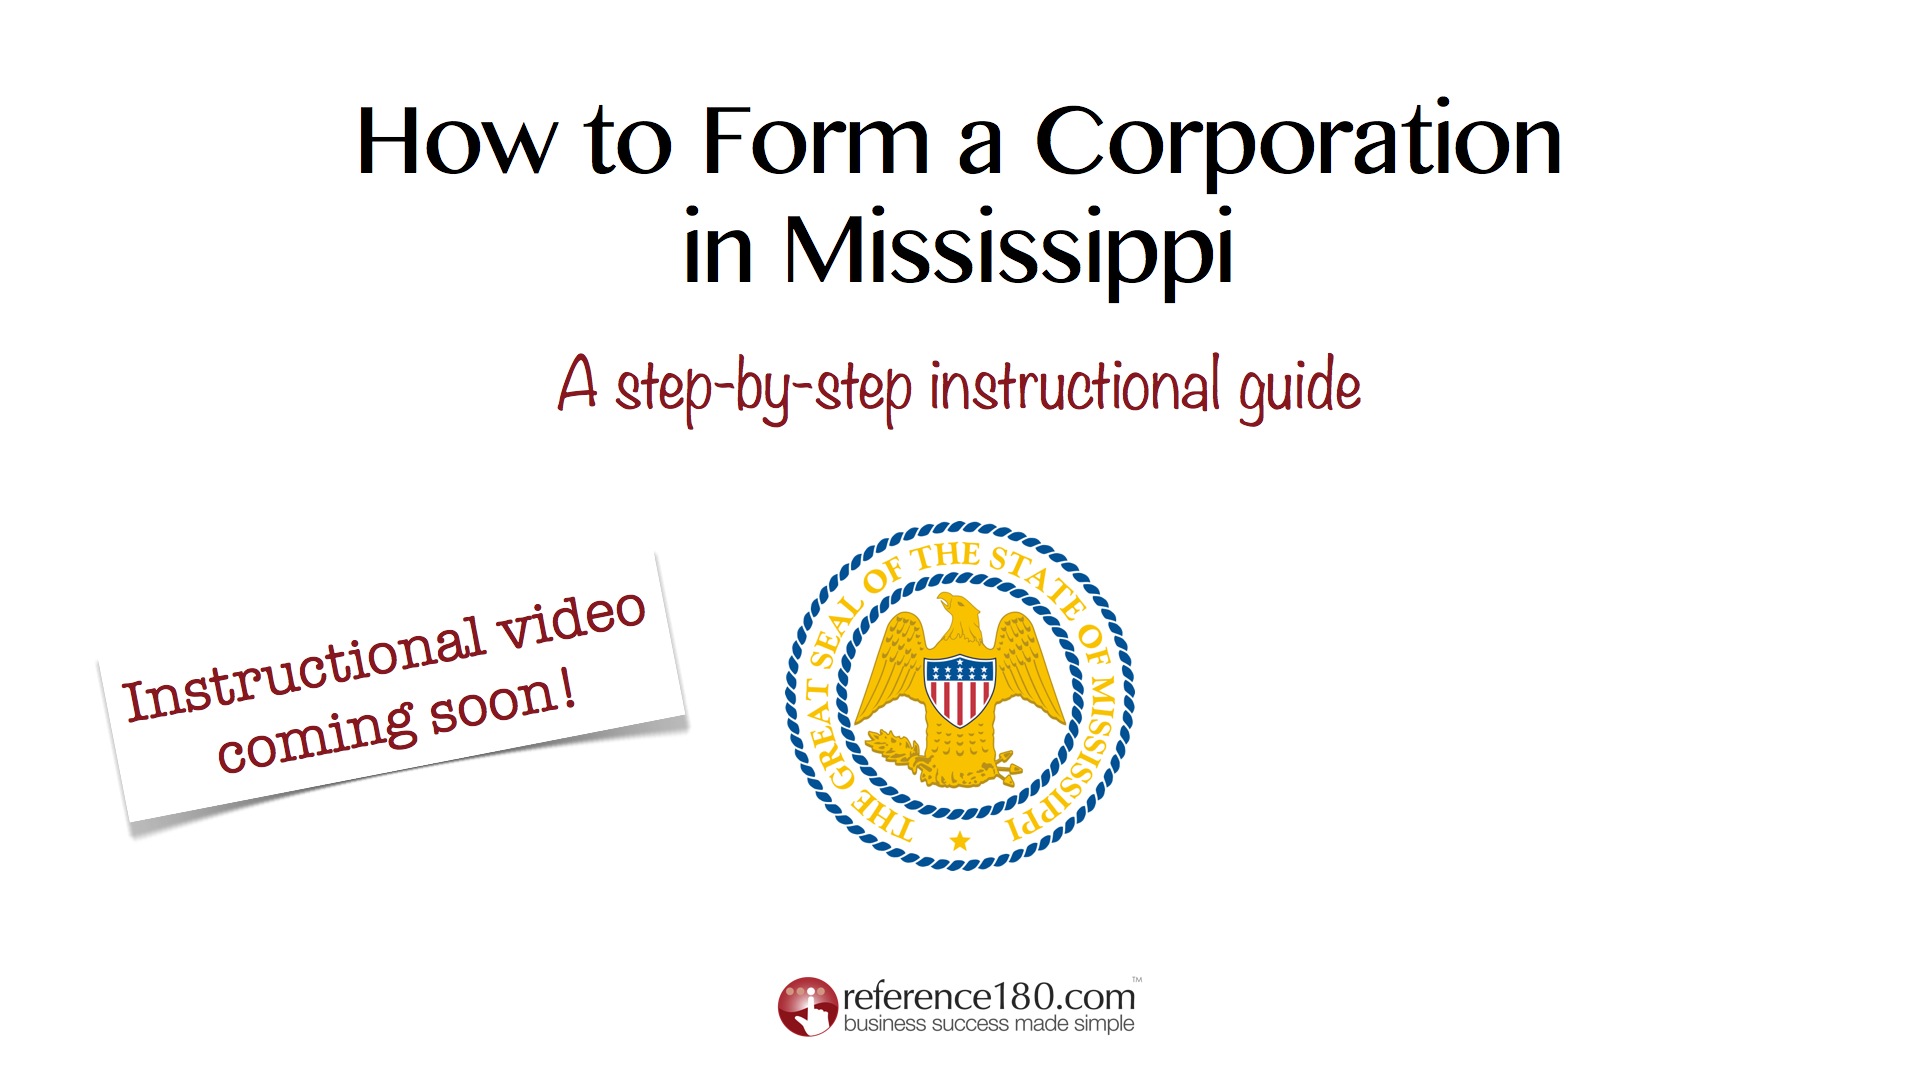 How to Form a Corporation
in Mississippi
A step-by-step instructional guide
Instructional video
coming soon!
THE GREAT SEAL OF THE STATE OF MISSISSIPPI
reference180.com™
business success made simple